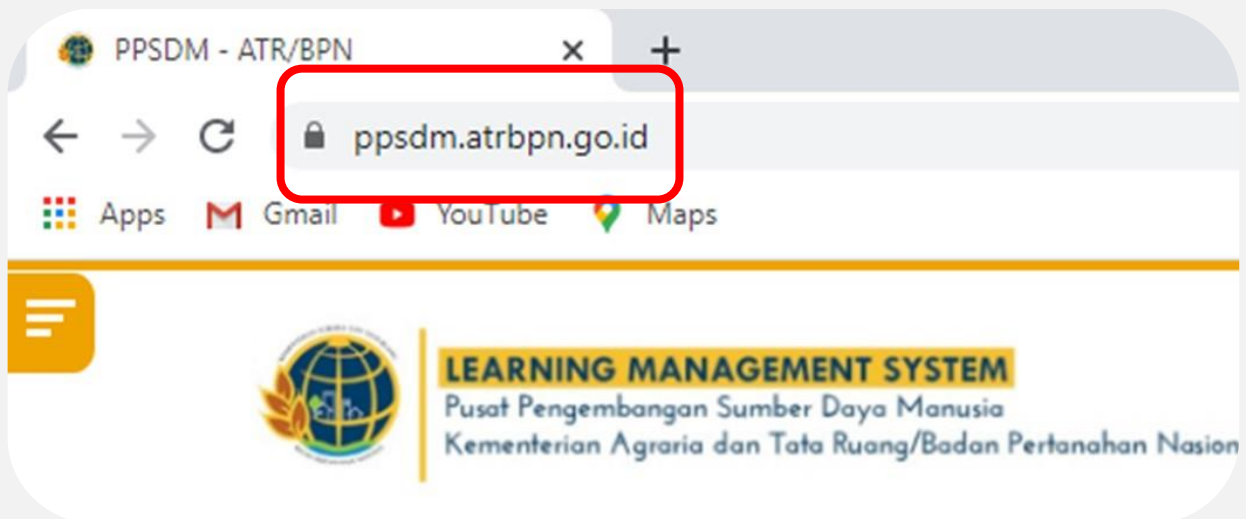 PPSDM - ATR/BPN
ppsdm.atrbpn.go.id
Apps Gmail YouTube Maps
LEARNING MANAGEMENT SYSTEM
Pusat Pengembangan Sumber Daya Manusia
Kementerian Agraria dan Tata Ruang/Badan Pertanahan Nasion